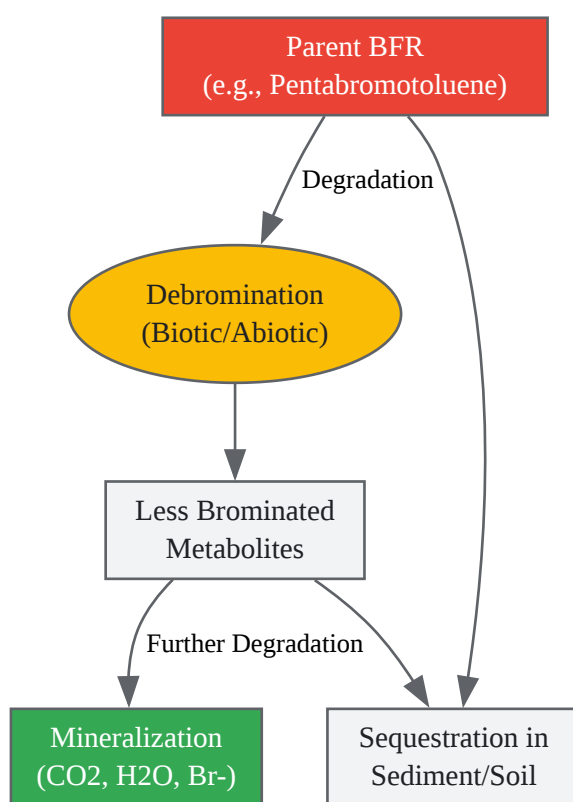 Parent BFR
(e.g., Pentabromotoluene)
Degradation
Debromination
(Biotic/Abiotic)
Less Brominated
Metabolites
Further Degradation
Mineralization
(CO2, H2O, Br-)
Sequestration in
Sediment/Soil